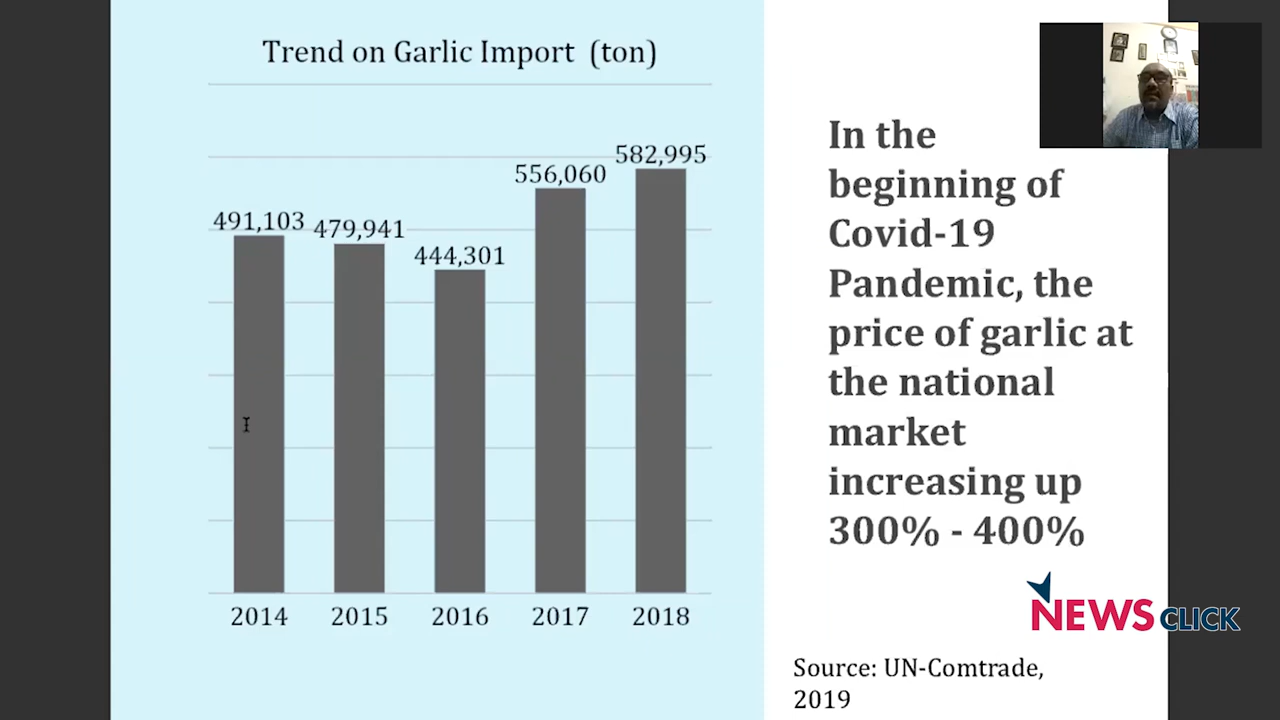 Trend on Garlic Import (ton)
582,995
556,060
491,103
479,941
444,301
2014 2015 2016 2017 2018
In the
beginning of
Covid-19
Pandemic, the
price of garlic at
the national
market
increasing up
300% - 400%
NEWSCLICK
Source: UN-Comtrade,
2019